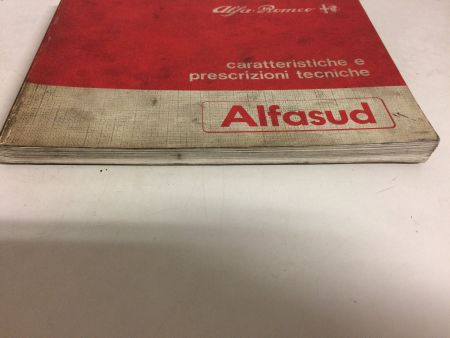 Alfa-Romeo
caratteristiche e
prescrizioni tecniche
Alfasud